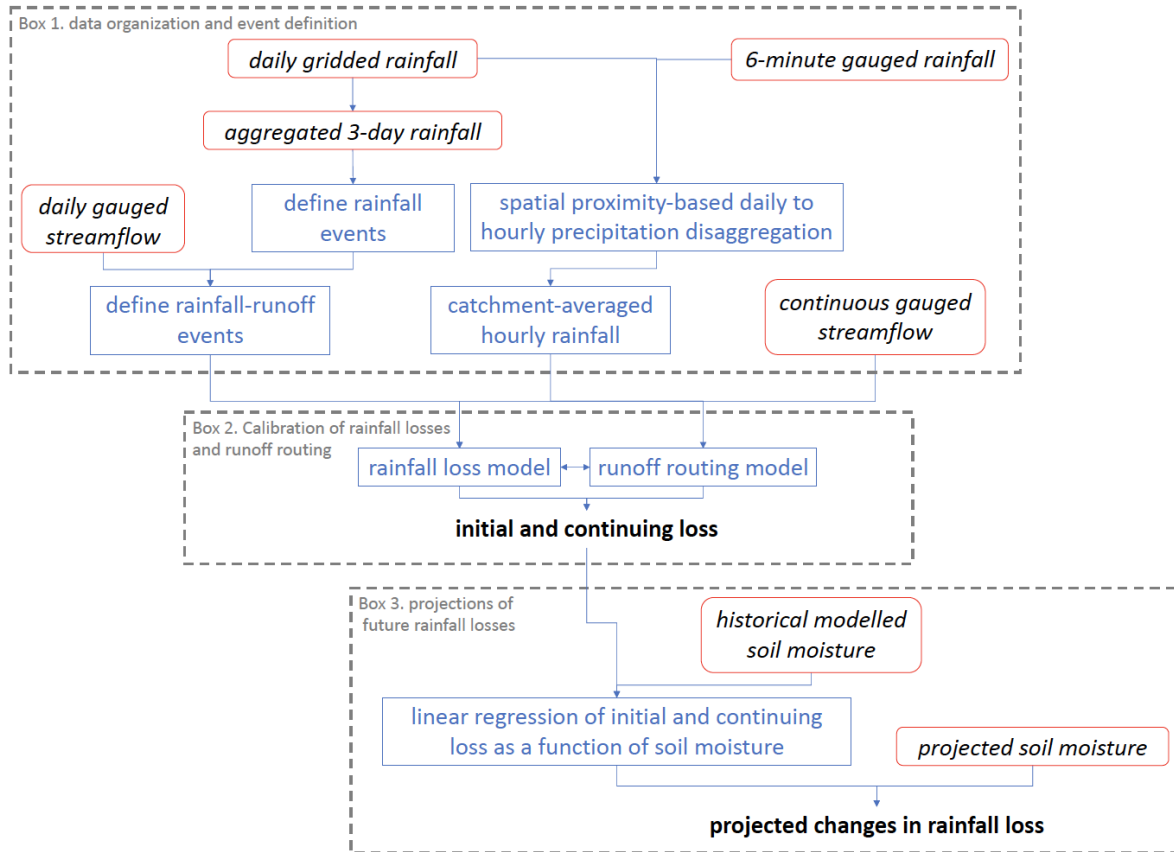 Box 1. data organization and event definition
daily gridded rainfall
6-minute gauged rainfall
aggregated 3-day rainfall
daily gauged
streamflow
define rainfall
events
spatial proximity-based daily to
hourly precipitation disaggregation
define rainfall-runoff
events
catchment-averaged
hourly rainfall
continuous gauged
streamflow
Box 2. Calibration of rainfall losses
and runoff routing
rainfall loss model
runoff routing model
initial and continuing loss
Box 3. projections of
future rainfall losses
historical modelled
soil moisture
linear regression of initial and continuing
loss as a function of soil moisture
projected soil moisture
projected changes in rainfall loss